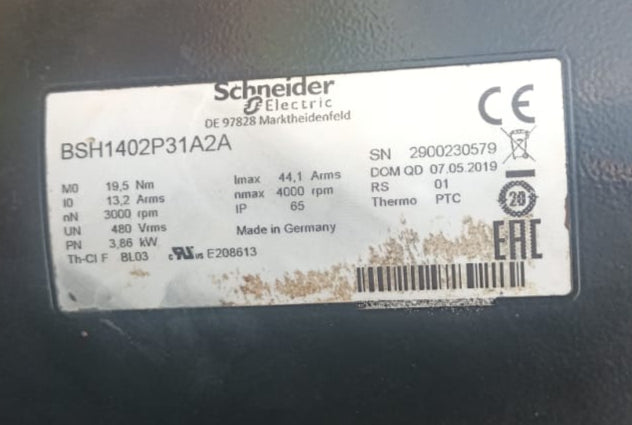 Schneider
Electric
DE 97828 Marktheidenfeld
BSH1402P31A2A
M0 19,5 Nm
I0 13,2 Arms
nN 3000 rpm
UN 480 Vrms
PN 3,86 kW
Th-Cl F BL03
Imax 44,1 Arms
nmax 4000 rpm
IP 65
Made in Germany
c RU us E208613
SN 2900230579
DOM QD 07.05.2019
RS 01
Thermo PTC
CE
20
EAC